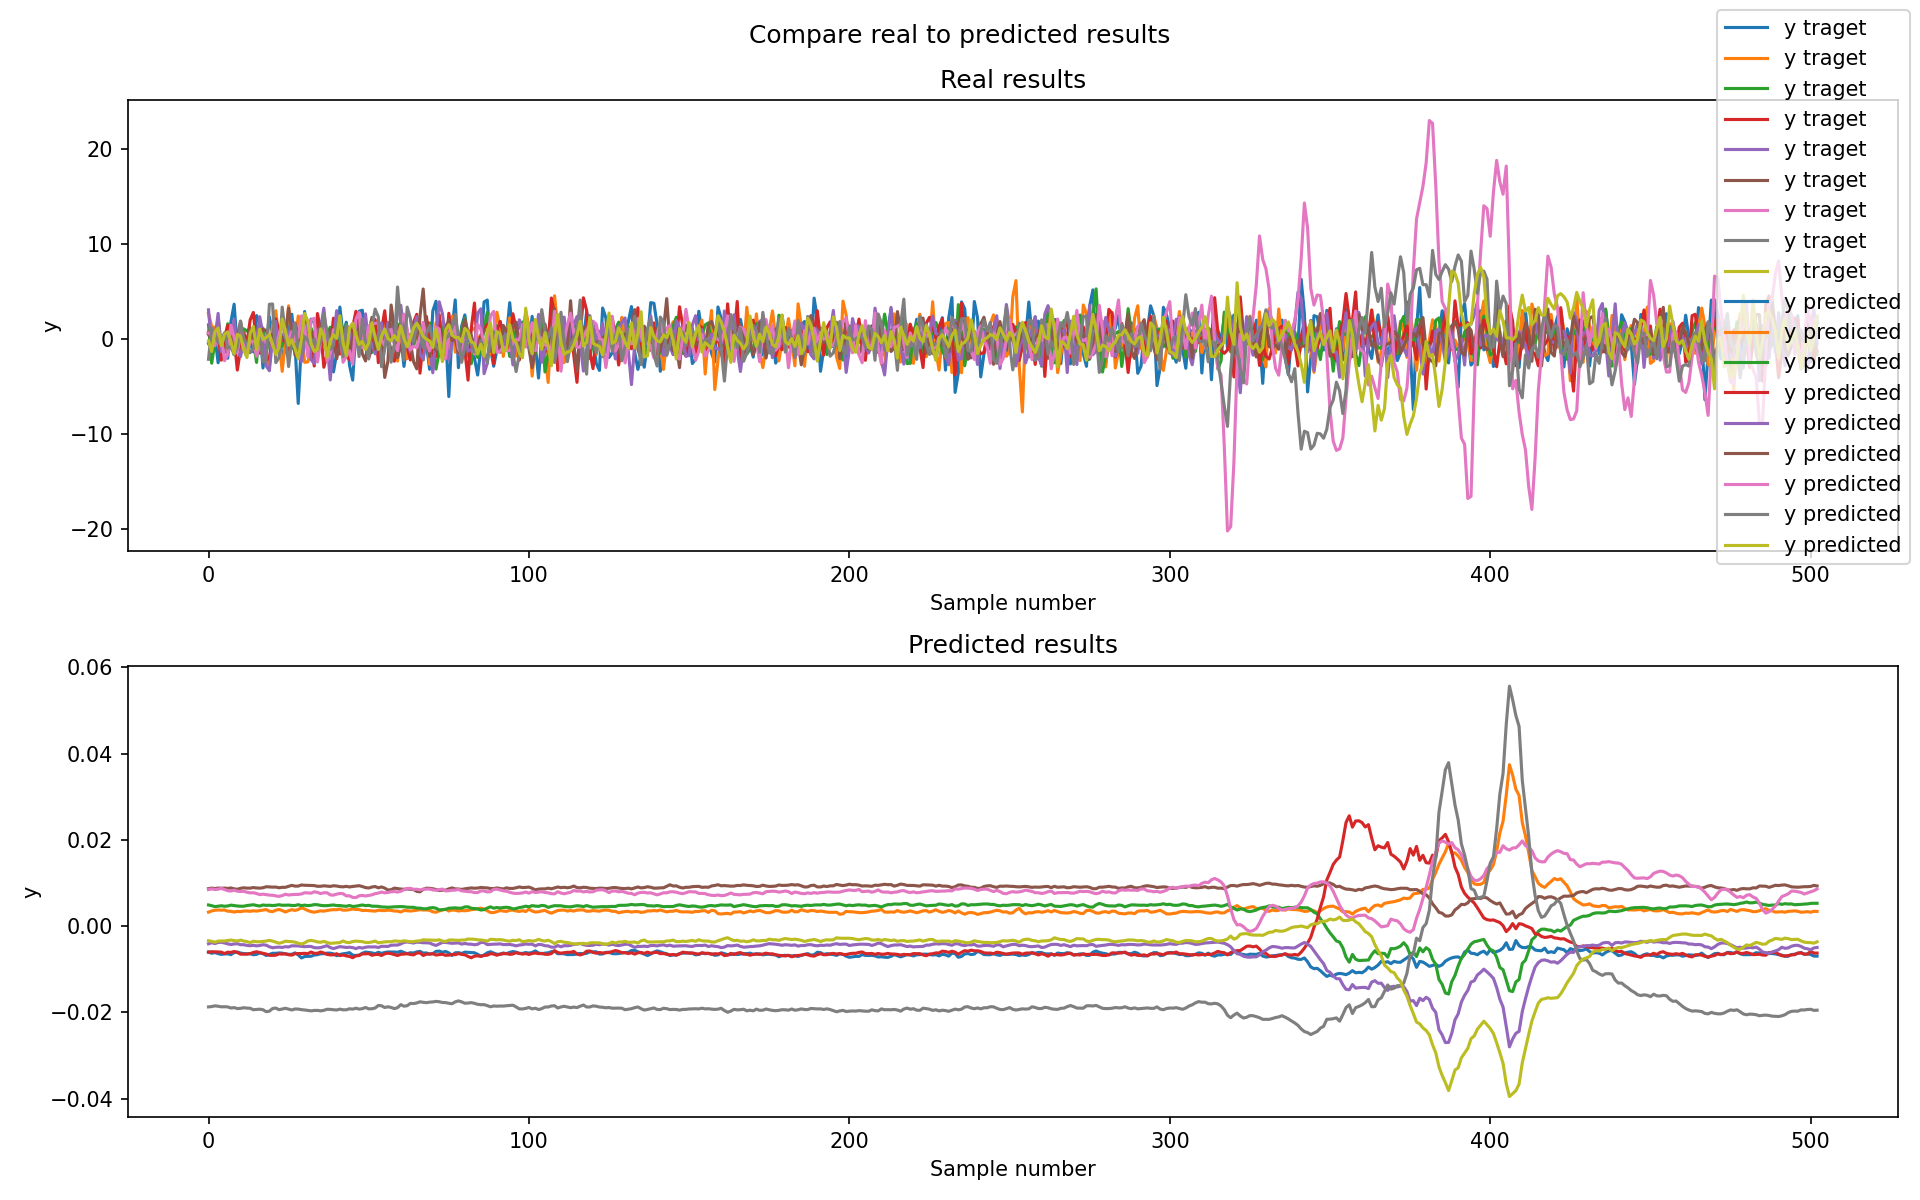 Compare real to predicted results
Real results
y
20
10
0
−10
−20
0
100
200
300
400
500
Sample number
y traget
y traget
y traget
y traget
y traget
y traget
y traget
y traget
y traget
y predicted
y predicted
y predicted
y predicted
y predicted
y predicted
y predicted
y predicted
y predicted
Predicted results
y
0.06
0.04
0.02
0.00
−0.02
−0.04
0
100
200
300
400
500
Sample number